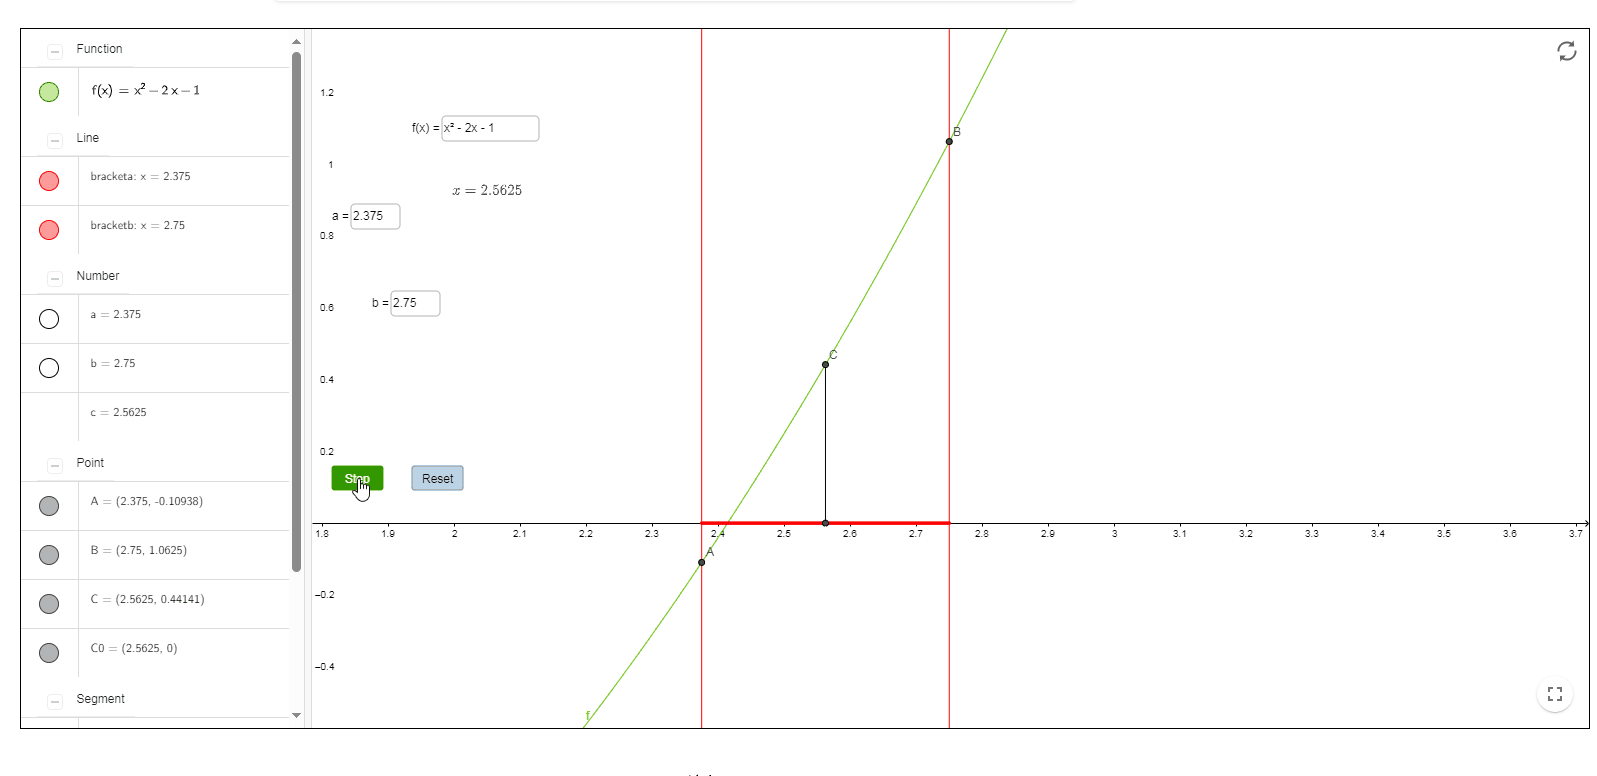 Function
f(x) = x² − 2x − 1
Line
bracketa: x = 2.375
bracketb: x = 2.75
Number
a = 2.375
b = 2.75
c = 2.5625
Point
A = (2.375, -0.10938)
B = (2.75, 1.0625)
C = (2.5625, 0.44141)
C0 = (2.5625, 0)
Segment
1.2
1
0.8
0.6
0.4
0.2
−0.2
−0.4
f(x) = x² - 2x - 1
x = 2.5625
a = 2.375
b = 2.75
Stop
Reset
B
C
A
f
1.8 1.9 2 2.1 2.2 2.3 2.4 2.5 2.6 2.7 2.8 2.9 3 3.1 3.2 3.3 3.4 3.5 3.6 3.7